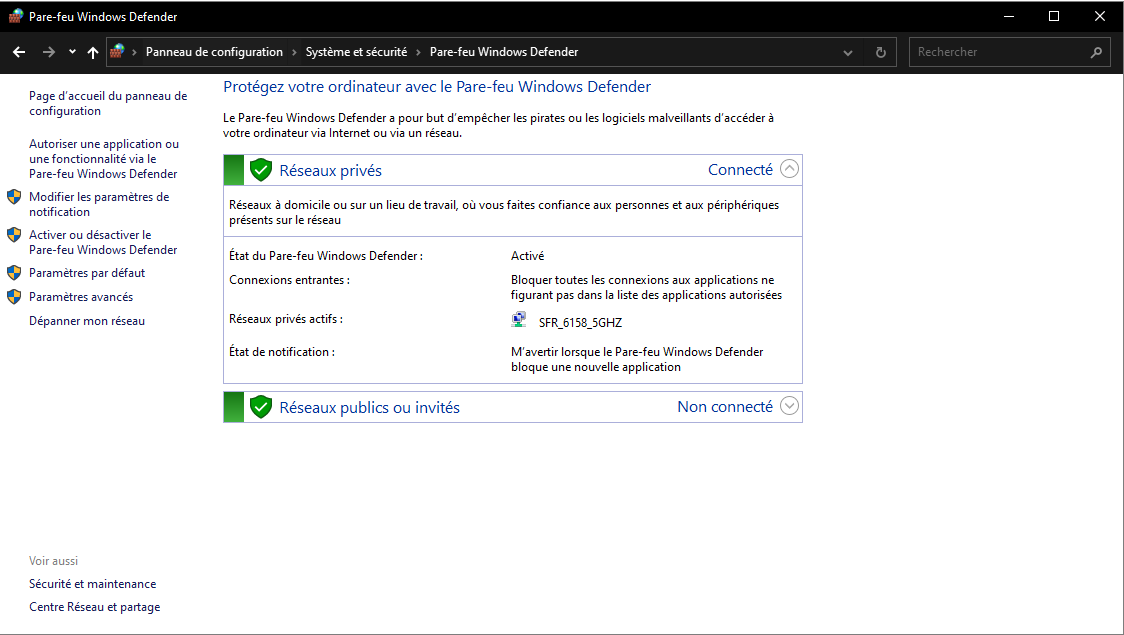 Pare-feu Windows Defender
Panneau de configuration › Système et sécurité › Pare-feu Windows Defender
Rechercher
Page d'accueil du panneau de
configuration
Autoriser une application ou
une fonctionnalité via le
Pare-feu Windows Defender
Modifier les paramètres de
notification
Activer ou désactiver le
Pare-feu Windows Defender
Paramètres par défaut
Paramètres avancés
Dépanner mon réseau
Protégez votre ordinateur avec le Pare-feu Windows Defender
Le Pare-feu Windows Defender a pour but d'empêcher les pirates ou les logiciels malveillants d'accéder à
votre ordinateur via Internet ou via un réseau.
Réseaux privés Connecté
Réseaux à domicile ou sur un lieu de travail, où vous faites confiance aux personnes et aux périphériques
présents sur le réseau
État du Pare-feu Windows Defender : Activé
Connexions entrantes : Bloquer toutes les connexions aux applications ne
figurant pas dans la liste des applications autorisées
Réseaux privés actifs : SFR_6158_5GHZ
État de notification : M'avertir lorsque le Pare-feu Windows Defender
bloque une nouvelle application
Réseaux publics ou invités Non connecté
Voir aussi
Sécurité et maintenance
Centre Réseau et partage